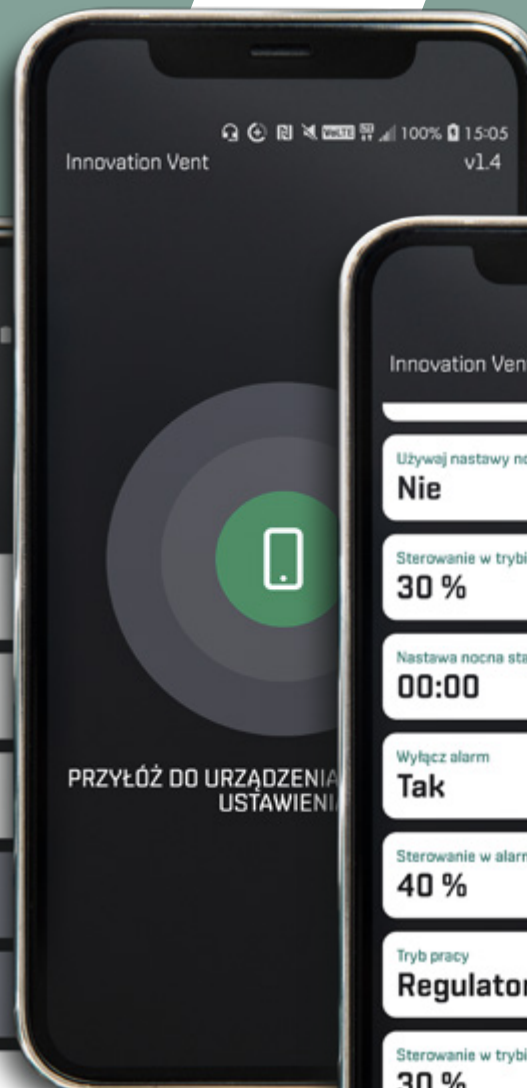 100% 15:05
Innovation Vent
v1.4
PRZYŁÓŻ DO URZĄDZENIA
USTAWIENI
Innovation Ven
Używaj nastawy no
Nie
Sterowanie w trybi
30 %
Nastawa nocna sta
00:00
Wyłącz alarm
Tak
Sterowanie w alarm
40 %
Tryb pracy
Regulator
Sterowanie w trybi
30 %